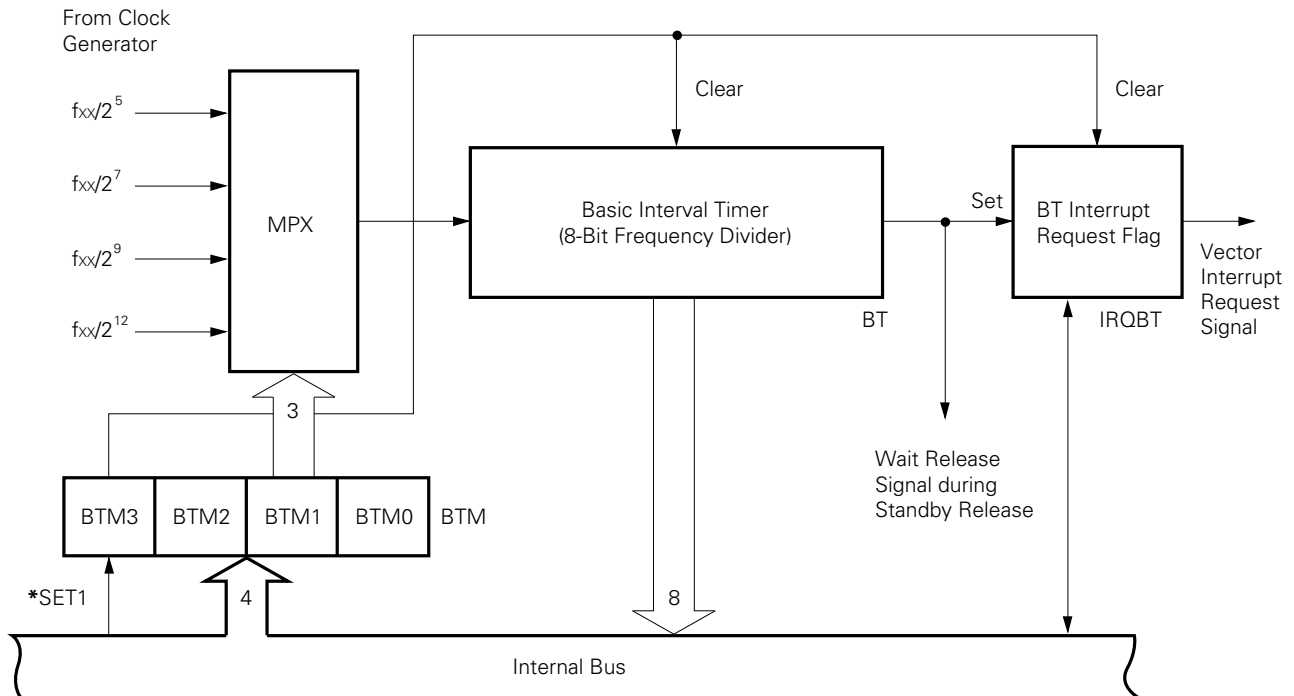 From Clock
Generator
fxx/2^5
fxx/2^7
fxx/2^9
fxx/2^12
MPX
Clear
Clear
Basic Interval Timer
(8-Bit Frequency Divider)
BT
Set
BT Interrupt
Request Flag
IRQBT
Vector
Interrupt
Request
Signal
3
Wait Release
Signal during
Standby Release
BTM3 BTM2 BTM1 BTM0 BTM
*SET1
4
8
Internal Bus